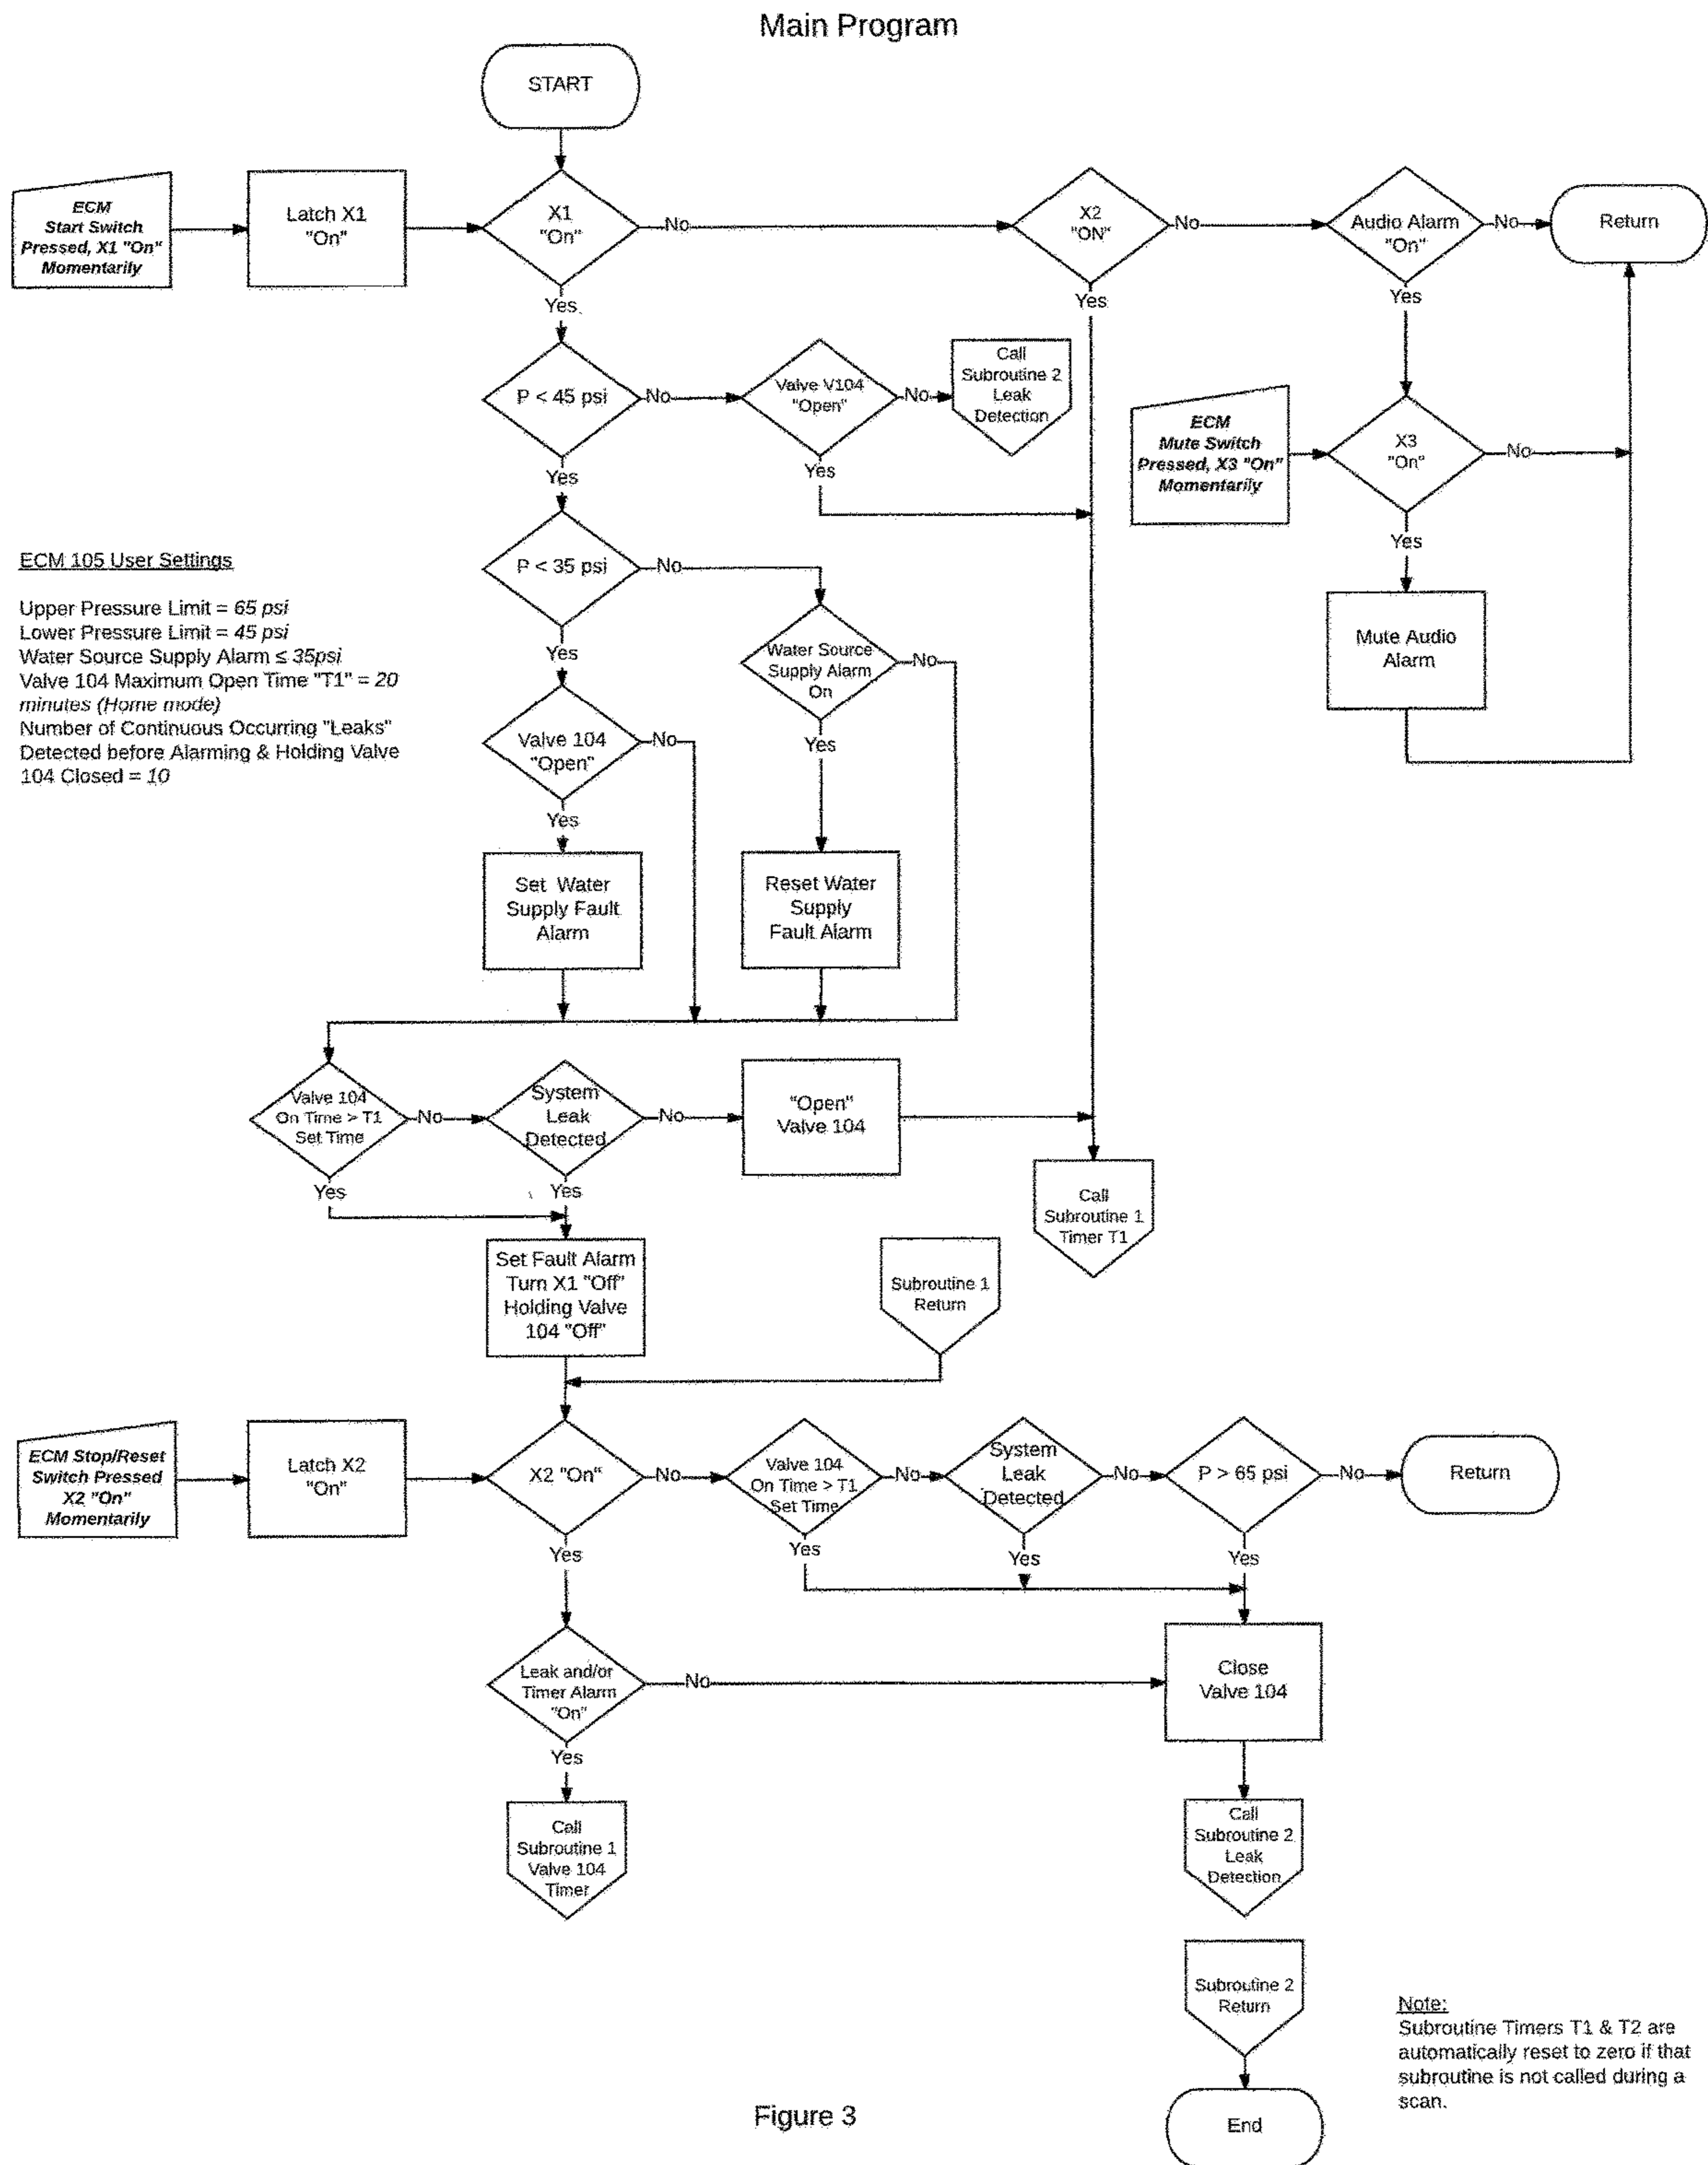 Main Program
START
ECM
Start Switch
Pressed, X1 "On"
Momentarily
Latch X1
"On"
X1
"On"
No
X2
"ON"
No
Audio Alarm
"On"
No
Return
Yes
Yes
Yes
P < 45 psi
No
Valve V104
"Open"
No
Call
Subroutine 2
Leak
Detection
Yes
Yes
ECM
Mute Switch
Pressed, X3 "On"
Momentarily
X3
"On"
No
Yes
Mute Audio
Alarm
ECM 105 User Settings
Upper Pressure Limit = 65 psi
Lower Pressure Limit = 45 psi
Water Source Supply Alarm ≤ 35psi
Valve 104 Maximum Open Time "T1" = 20
minutes (Home mode)
Number of Continuous Occurring "Leaks"
Detected before Alarming & Holding Valve
104 Closed = 10
P < 35 psi
No
Yes
Water Source
Supply Alarm
On
No
Yes
Valve 104
"Open"
No
Yes
Set Water
Supply Fault
Alarm
Reset Water
Supply
Fault Alarm
Valve 104
On Time > T1
Set Time
No
System
Leak
Detected
No
"Open"
Valve 104
Yes
Yes
Call
Subroutine 1
Timer T1
Set Fault Alarm
Turn X1 "Off"
Holding Valve
104 "Off"
Subroutine 1
Return
ECM Stop/Reset
Switch Pressed
X2 "On"
Momentarily
Latch X2
"On"
X2 "On"
No
Valve 104
On Time > T1
Set Time
No
System
Leak
Detected
No
P > 65 psi
No
Return
Yes
Yes
Yes
Yes
Leak and/or
Timer Alarm
"On"
No
Close
Valve 104
Yes
Call
Subroutine 1
Valve 104
Timer
Call
Subroutine 2
Leak
Detection
Subroutine 2
Return
Note:
Subroutine Timers T1 & T2 are
automatically reset to zero if that
subroutine is not called during a
scan.
End
Figure 3